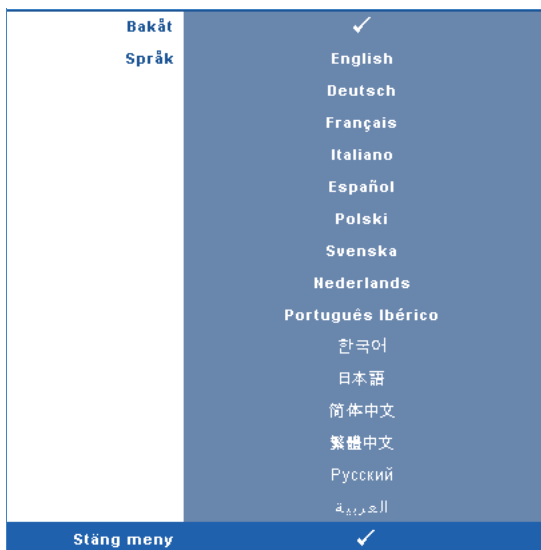 Bakåt ✓
Språk English
Deutsch
Français
Italiano
Español
Polski
Svenska
Nederlands
Português Ibérico
한국어
日本語
简体中文
繁體中文
Русский
العربية
Stäng meny ✓